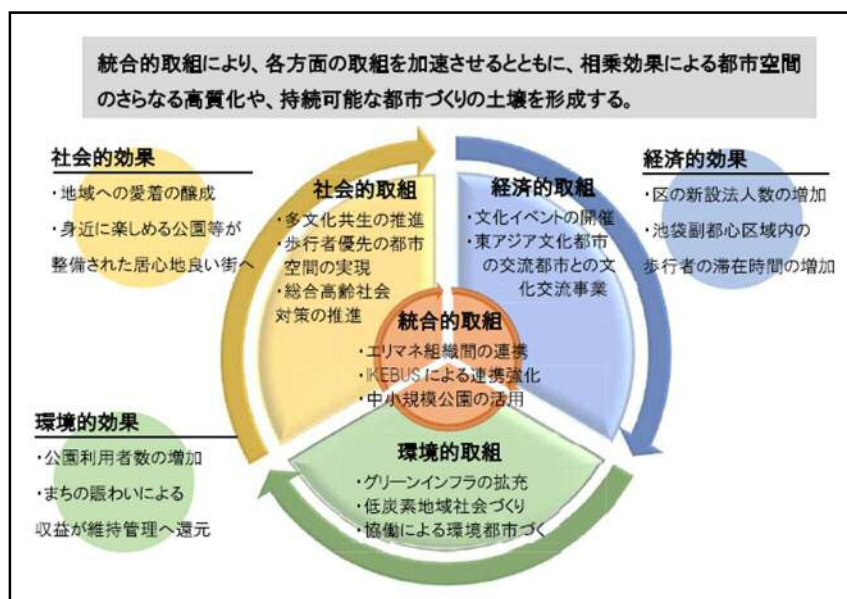 統合的取組により、各方面の取組を加速させるとともに、相乗効果による都市空間
のさらなる高質化や、持続可能な都市づくりの土壌を形成する。
社会的効果
・地域への愛着の醸成
・身近に楽しめる公園等が
整備された居心地良い街へ
社会的取組
・多文化共生の推進
・歩行者優先の都市
空間の実現
・総合高齢社会
対策の推進
経済的取組
・文化イベントの開催
・東アジア文化都市
の交流都市との文
化交流事業
経済的効果
・区の新設法人数の増加
・池袋副都心区域内の
歩行者の滞在時間の増加
統合的取組
・エリマネ組織間の連携
・IKEBUSによる連携強化
・中小規模公園の活用
環境的効果
・公園利用者数の増加
・まちの賑わいによる
収益が維持管理へ還元
環境的取組
・グリーンインフラの拡充
・低炭素地域社会づくり
・協働による環境都市づく